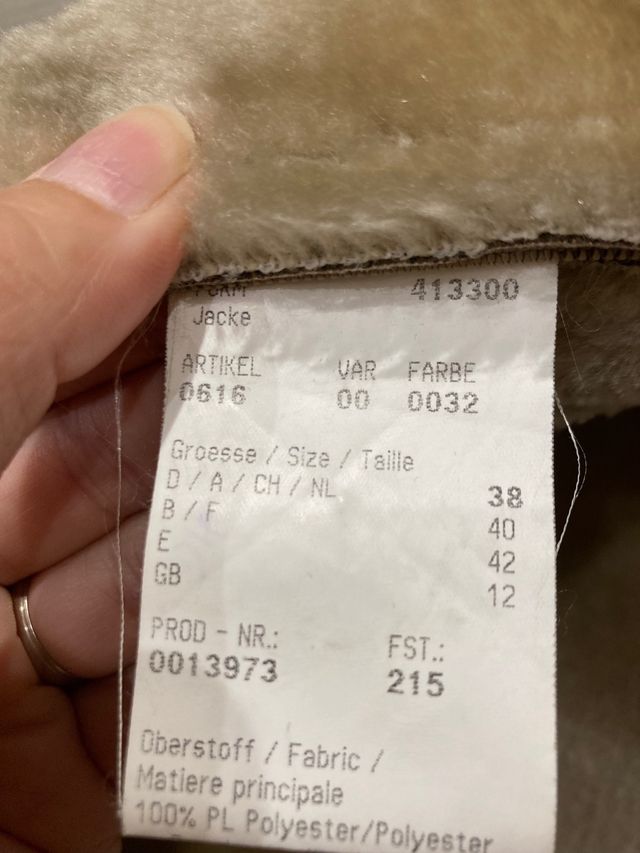 FORM 413300
Jacke
ARTIKEL VAR FARBE
0616 00 0032
Groesse / Size / Taille
D / A / CH / NL 38
B / F 40
E 42
GB 12
PROD - NR.: FST.:
0013973 215
Oberstoff / Fabric /
Matiere principale
100% PL Polyester/Polyester